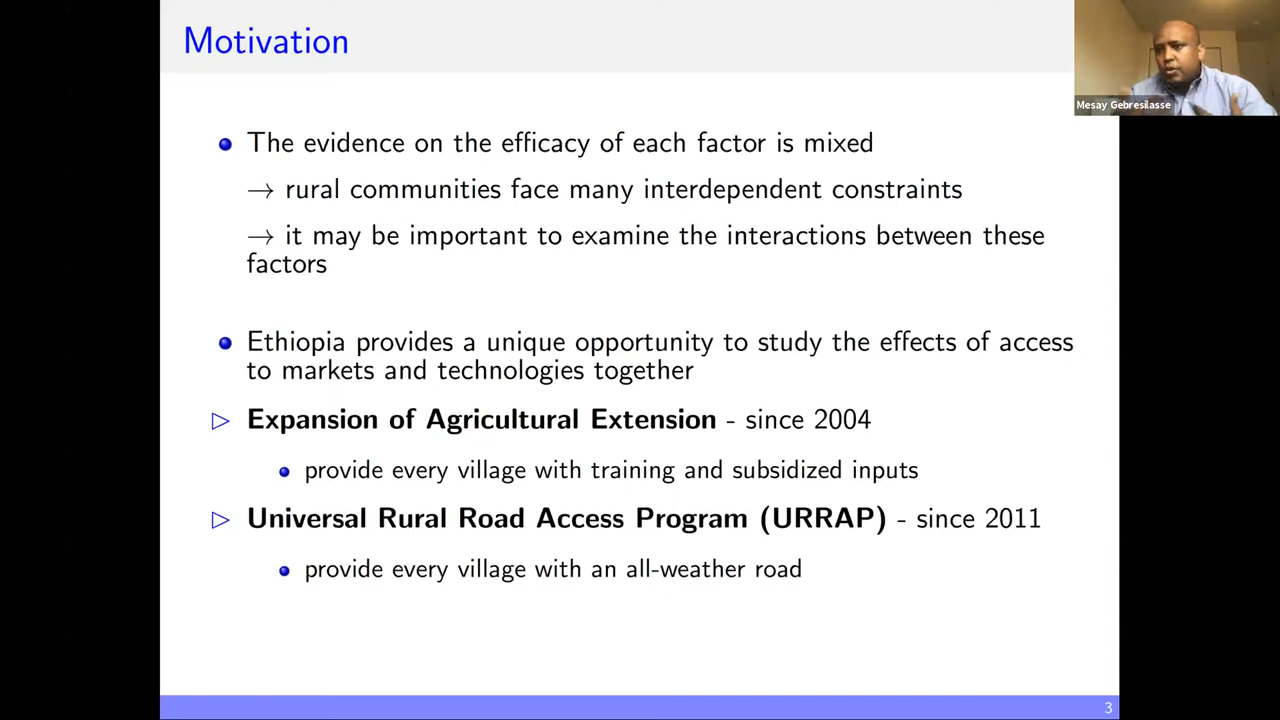 Motivation
Mesay Gebresilasse
The evidence on the efficacy of each factor is mixed
→ rural communities face many interdependent constraints
→ it may be important to examine the interactions between these
factors
Ethiopia provides a unique opportunity to study the effects of access
to markets and technologies together
Expansion of Agricultural Extension - since 2004
provide every village with training and subsidized inputs
Universal Rural Road Access Program (URRAP) - since 2011
provide every village with an all-weather road
3